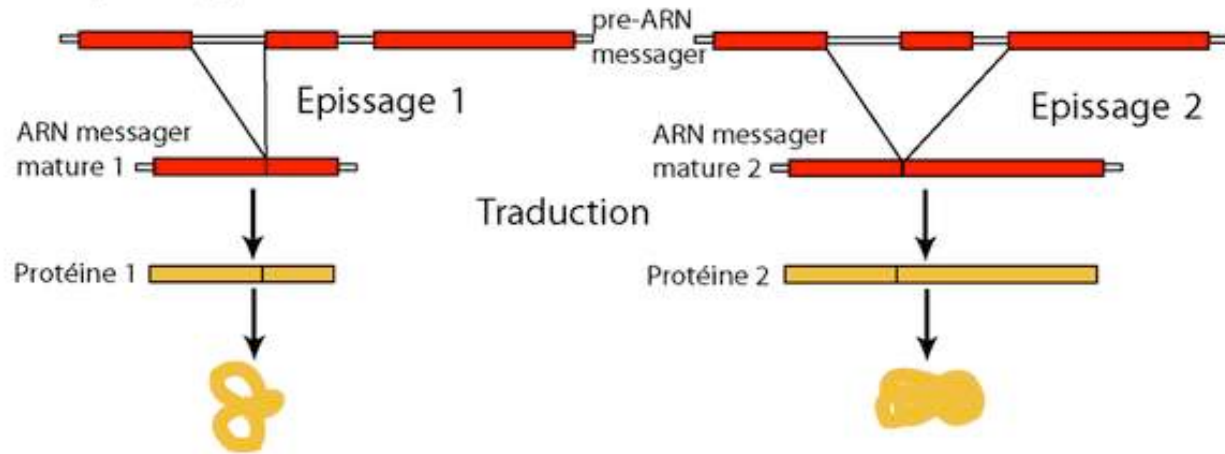 pre-ARN
messager
Epissage 1
Epissage 2
ARN messager
mature 1
ARN messager
mature 2
Traduction
Protéine 1
Protéine 2